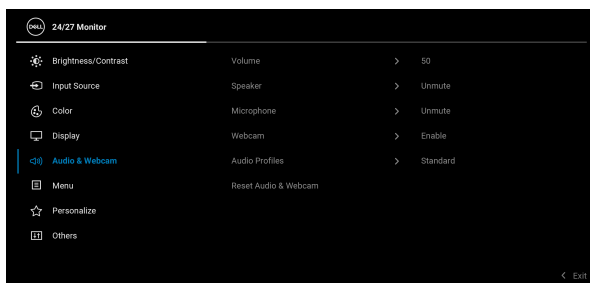 DELL 24/27 Monitor
Brightness/Contrast Volume > 50
Input Source Speaker > Unmute
Color Microphone > Unmute
Display Webcam > Enable
Audio & Webcam Audio Profiles > Standard
Menu Reset Audio & Webcam
Personalize
Others
< Exit